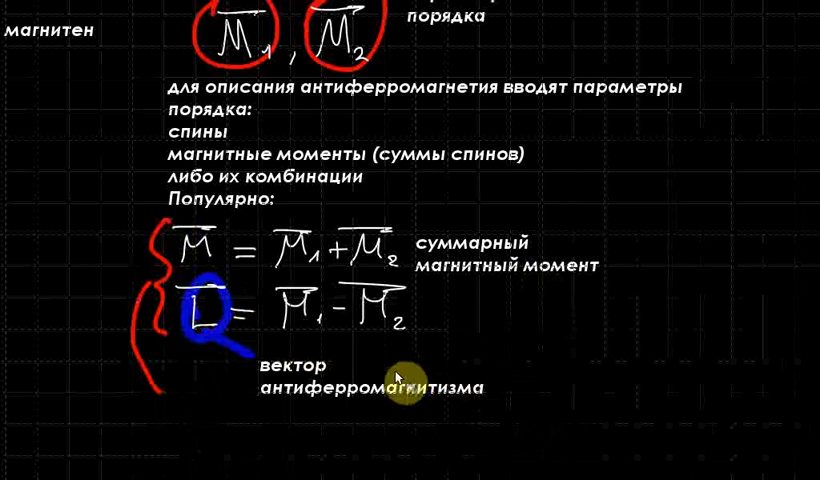 порядка
магнитен
M₁, M₂
для описания антиферромагнетия вводят параметры
порядка:
спины
магнитные моменты (суммы спинов)
либо их комбинации
Популярно:
M = M₁ + M₂ суммарный
магнитный момент
L = M₁ - M₂
вектор
антиферромагнитизма